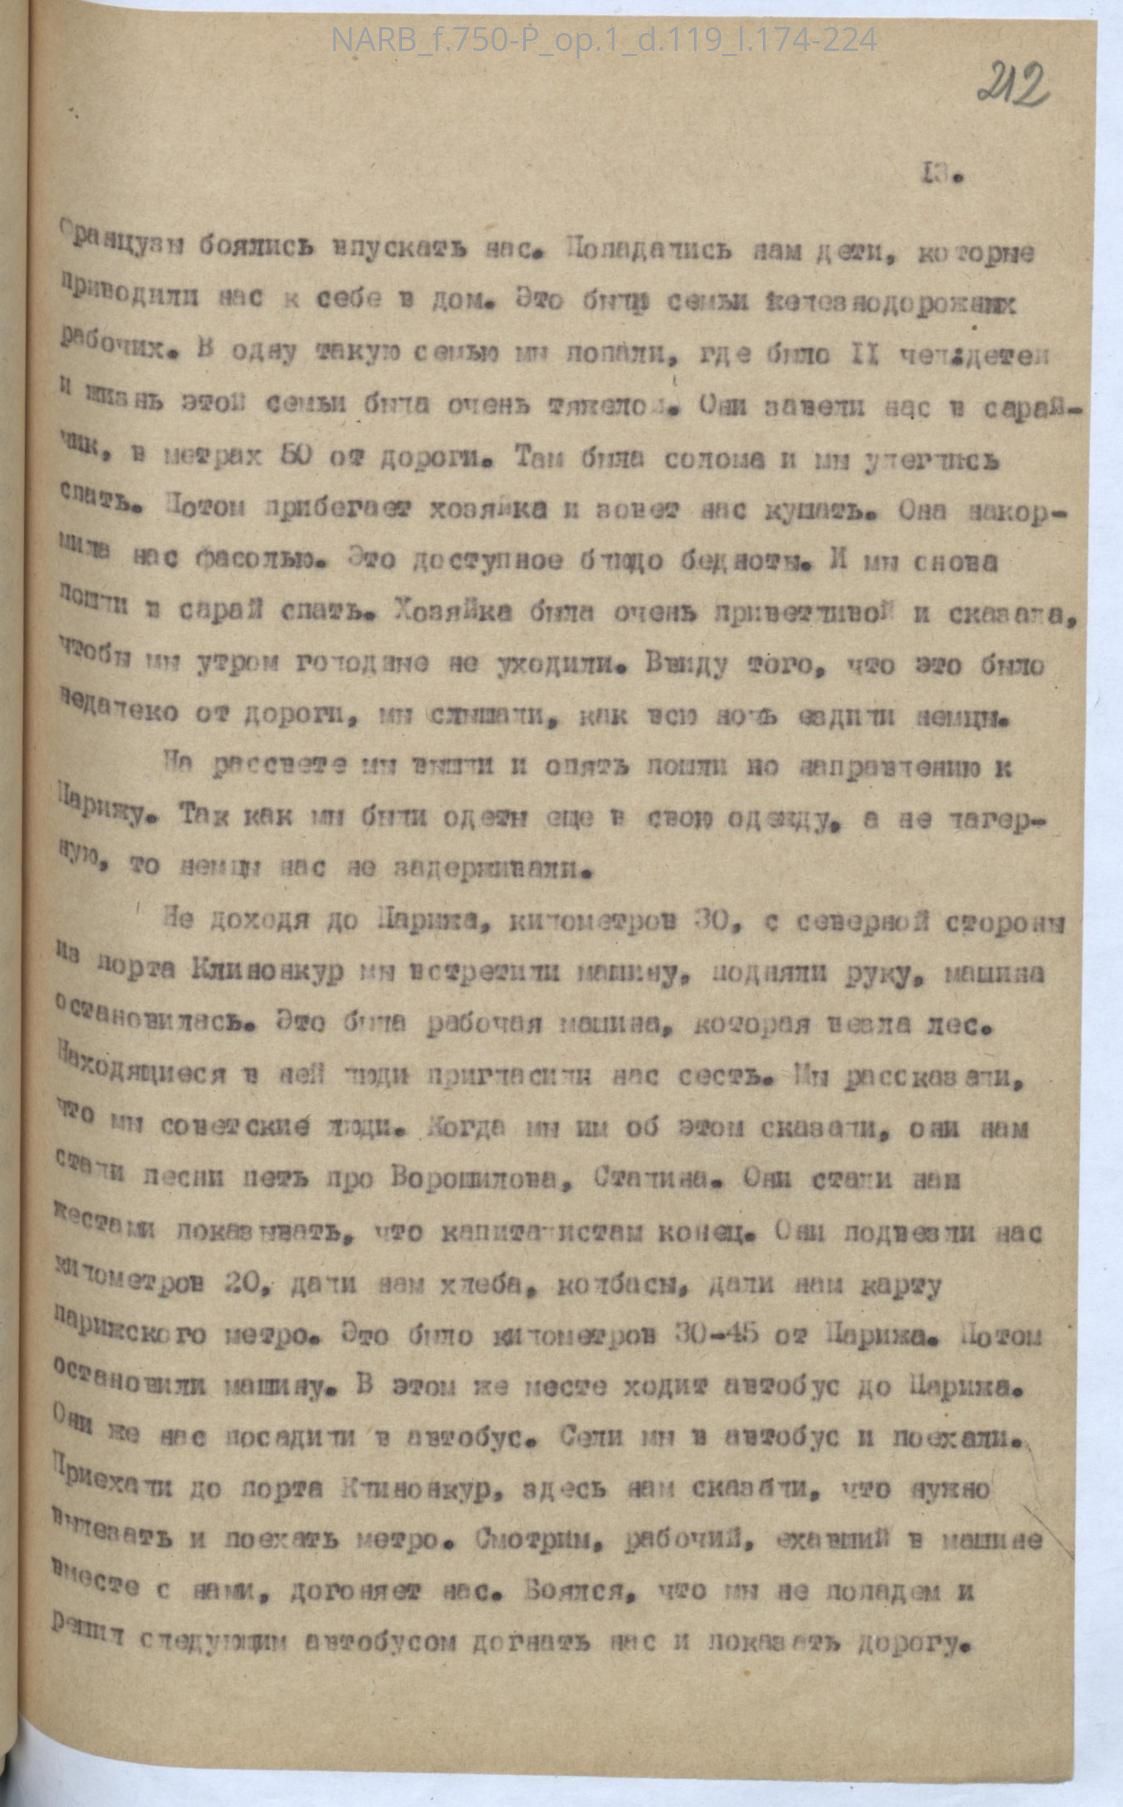 NARB_f.750-P_op.1_d.119_l.174-224
212
13.
Французы боялись впускать нас. Попадались нам дети, которые
приводили нас к себе в дом. Это были семьи железнодорожних
рабочих. В одну такую семью мы попали, где было II чел.детей
и жизнь этой семьи была очень тяжелой. Они завели нас в сарай-
чик, в метрах 50 от дороги. Там была солома и мы улеглись
спать. Потом прибегает хозяйка и зовет нас кушать. Она накор-
мила нас фасолью. Это доступное блюдо бедноты. И мы снова
пошли в сарай спать. Хозяйка была очень приветливой и сказала,
чтобы мы утром голодные не уходили. Ввиду того, что это было
недалеко от дороги, мы слышали, как всю ночь ездили немцы.
На рассвете мы вышли и опять пошли по направлению к
Парижу. Так как мы были одеты еще в свою одежду, а не лагер-
ную, то немцы нас не задерживали.
Не доходя до Парижа, километров 30, с северной стороны
из порта Клинонкур мы встретили машину, подняли руку, машина
остановилась. Это была рабочая машина, которая везла лес.
Находящиеся в ней люди пригласили нас сесть. Мы рассказали,
что мы советские люди. Когда мы им об этом сказали, они нам
стали песни петь про Ворошилова, Сталина. Они стали нам
жестами показывать, что капиталистам конец. Они подвезли нас
километров 20, дали нам хлеба, колбасы, дали нам карту
парижского метро. Это было километров 30-45 от Парижа. Потом
остановили машину. В этом же месте ходит автобус до Парижа.
Они же нас посадили в автобус. Сели мы в автобус и поехали.
Приехали до порта Клинонкур, здесь нам сказали, что нужно
вылезать и поехать метро. Смотрим, рабочий, ехавший в машине
вместе с нами, догоняет нас. Боялся, что мы не попадем и
решил следующим автобусом догнать нас и показать дорогу.